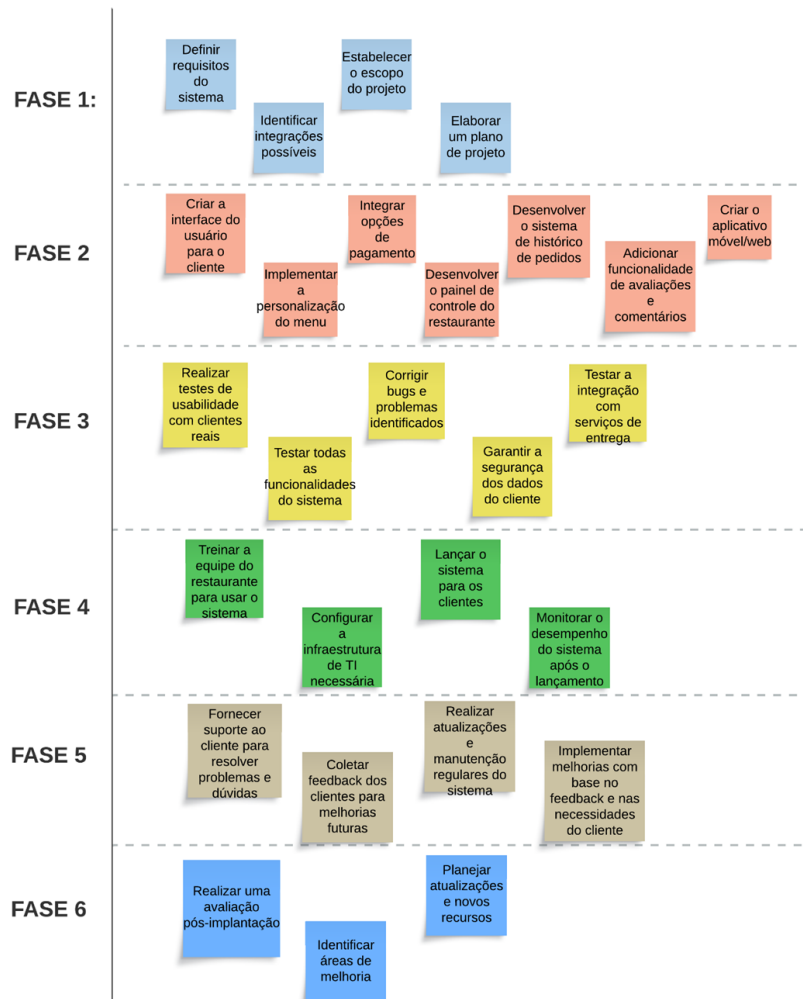 FASE 1:
Definir
requisitos
do
sistema
Identificar
integrações
possíveis
Estabelecer
o escopo
do projeto
Elaborar
um plano
de projeto
FASE 2
Criar a
interface do
usuário
para o
cliente
Implementar
a
personalização
do menu
Integrar
opções
de
pagamento
Desenvolver
o painel de
controle do
restaurante
Desenvolver
o sistema
de histórico
de pedidos
Adicionar
funcionalidade
de avaliações
e
comentários
Criar o
aplicativo
móvel/web
FASE 3
Realizar
testes de
usabilidade
com clientes
reais
Testar todas
as
funcionalidades
do sistema
Corrigir
bugs e
problemas
identificados
Garantir a
segurança
dos dados
do cliente
Testar a
integração
com
serviços de
entrega
FASE 4
Treinar a
equipe do
restaurante
para usar o
sistema
Configurar
a
infraestrutura
de TI
necessária
Lançar o
sistema
para os
clientes
Monitorar o
desempenho
do sistema
após o
lançamento
FASE 5
Fornecer
suporte ao
cliente para
resolver
problemas e
dúvidas
Coletar
feedback dos
clientes para
melhorias
futuras
Realizar
atualizações
e
manutenção
regulares do
sistema
Implementar
melhorias com
base no
feedback e nas
necessidades
do cliente
FASE 6
Realizar uma
avaliação
pós-implantação
Identificar
áreas de
melhoria
Planejar
atualizações
e novos
recursos